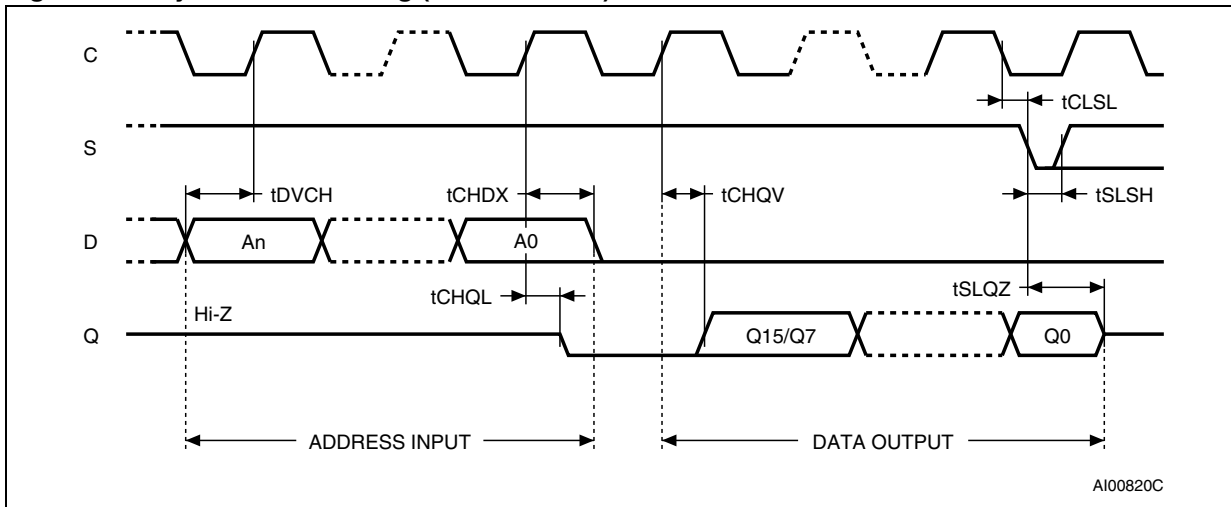 C
tCLSL
S
tDVCH
tCHDX
tCHQV
tSLSH
D
An
A0
tCHQL
tSLQZ
Hi-Z
Q
Q15/Q7
Q0
ADDRESS INPUT
DATA OUTPUT
AI00820C